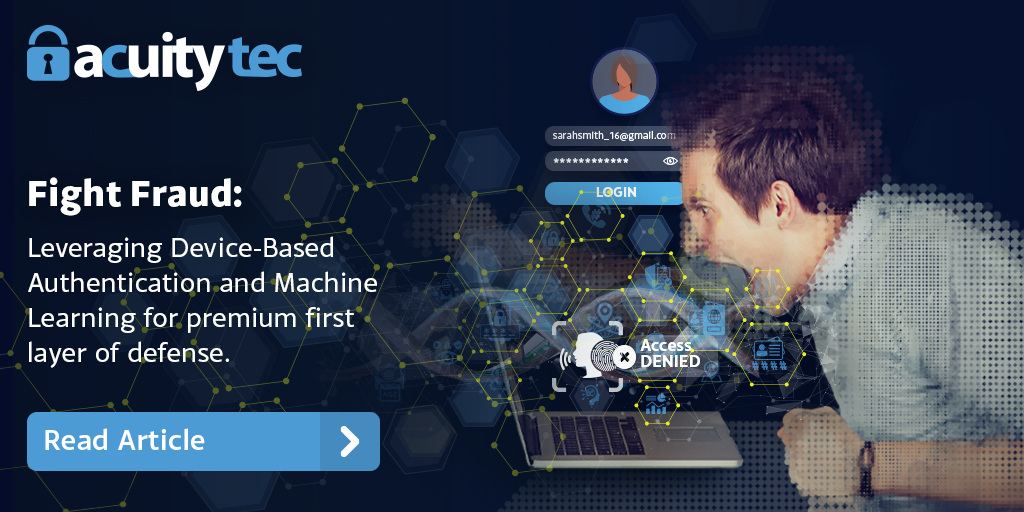 acuitytec
Fight Fraud:
Leveraging Device-Based
Authentication and Machine
Learning for premium first
layer of defense.
Read Article
sarahsmith_16@gmail.com
************
LOGIN
Access
DENIED
####